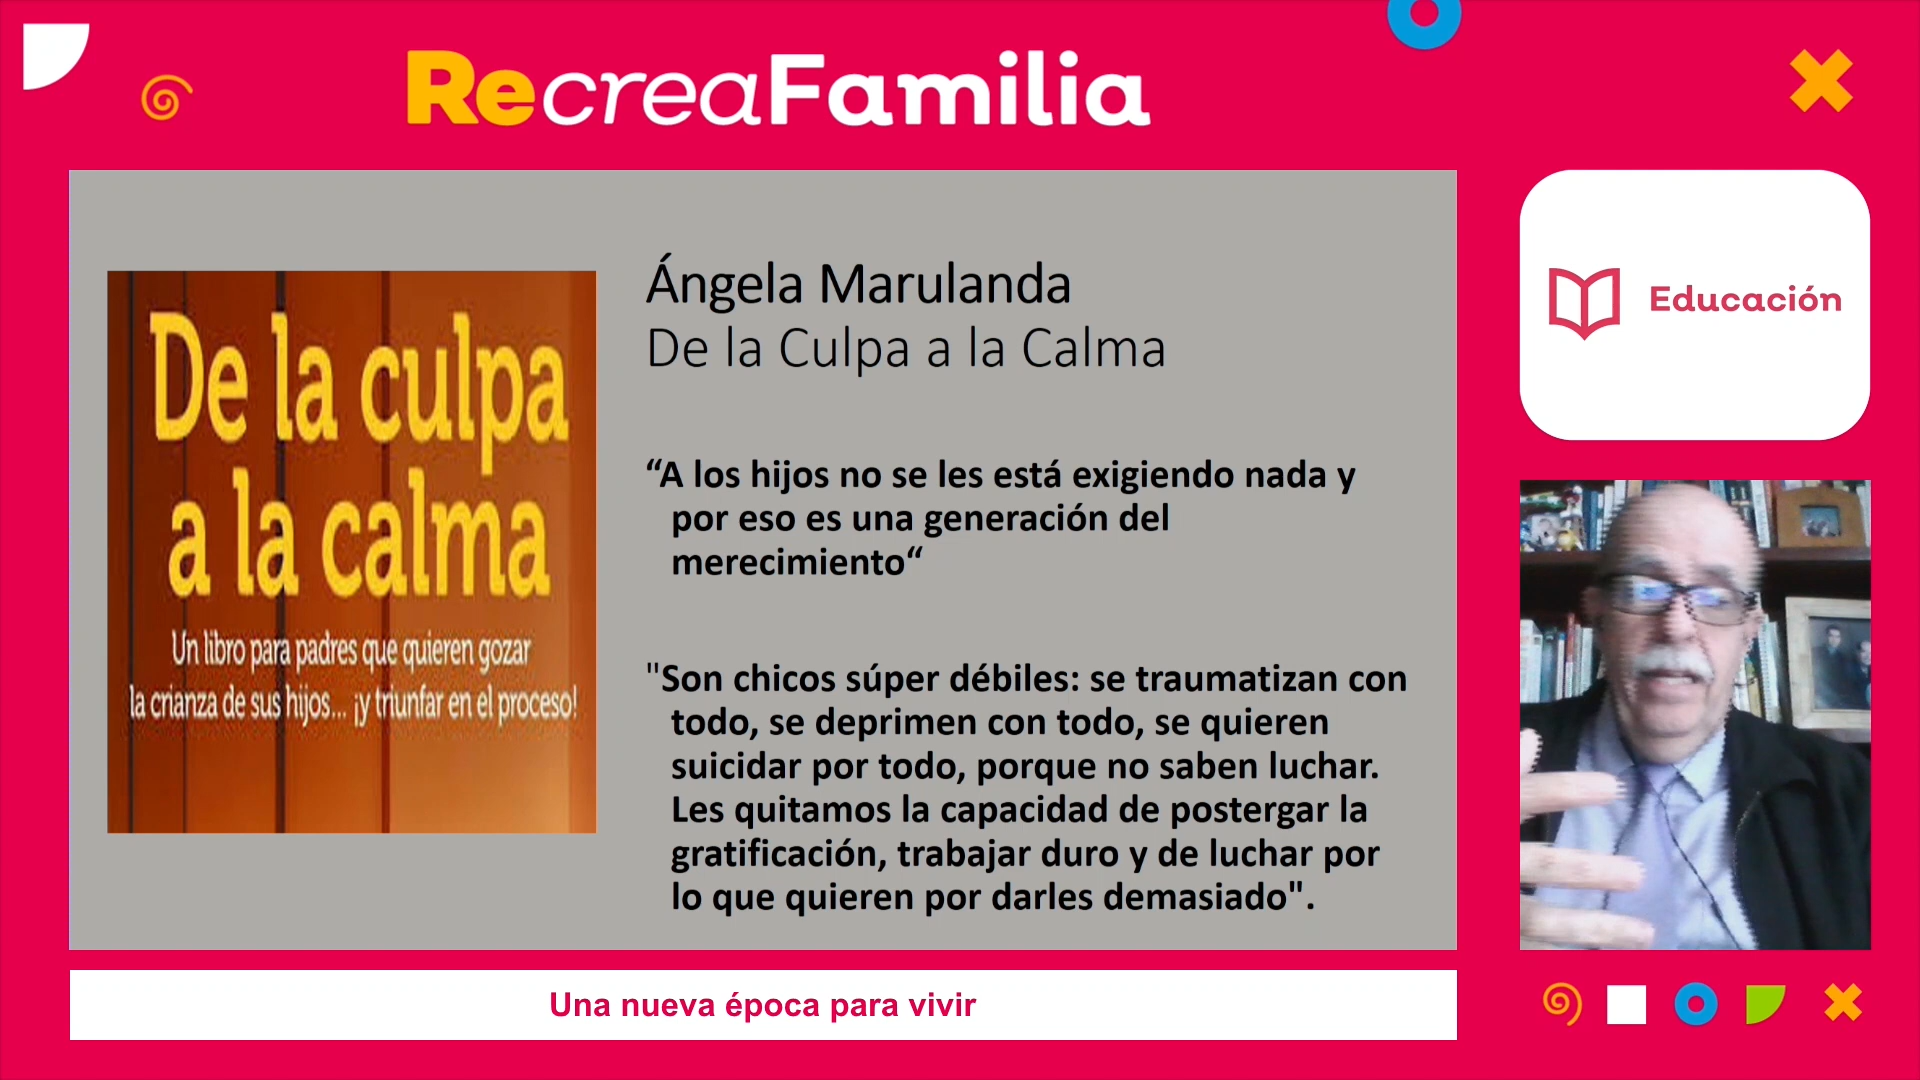 RecreaFamilia
De la culpa
a la calma
Un libro para padres que quieren gozar
la crianza de sus hijos... ¡y triunfar en el proceso!
Ángela Marulanda
De la Culpa a la Calma
“A los hijos no se les está exigiendo nada y
por eso es una generación del
merecimiento“
"Son chicos súper débiles: se traumatizan con
todo, se deprimen con todo, se quieren
suicidar por todo, porque no saben luchar.
Les quitamos la capacidad de postergar la
gratificación, trabajar duro y de luchar por
lo que quieren por darles demasiado".
Educación
Una nueva época para vivir